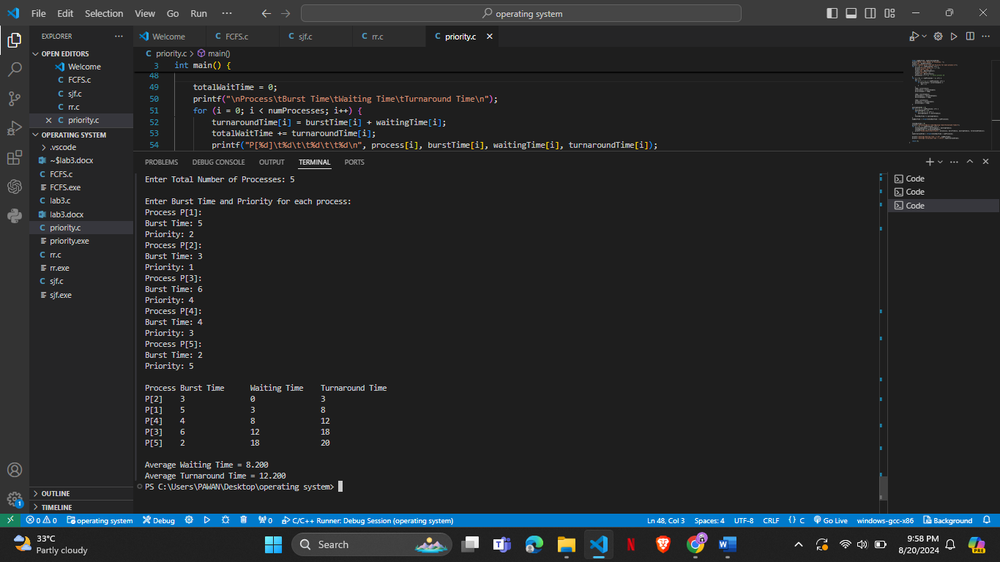 File Edit Selection View Go Run ··· operating system
EXPLORER ···
OPEN EDITORS
Welcome
C FCFS.c
C sjf.c
C rr.c
C priority.c
OPERATING SYSTEM
.vscode
~$lab3.docx
C FCFS.c
FCFS.exe
C lab3.c
lab3.docx
C priority.c
priority.exe
C rr.c
rr.exe
C sjf.c
sjf.exe
OUTLINE
TIMELINE
Welcome C FCFS.c C sjf.c C rr.c C priority.c
C priority.c > main()
3 int main() {
48
49 totalWaitTime = 0;
50 printf("\nProcess\tBurst Time\tWaiting Time\tTurnaround Time\n");
51 for (i = 0; i < numProcesses; i++) {
52 turnaroundTime[i] = burstTime[i] + waitingTime[i];
53 totalWaitTime += turnaroundTime[i];
54 printf("P[%d]\t%d\t\t%d\t\t%d\n", process[i], burstTime[i], waitingTime[i], turnaroundTime[i]);
PROBLEMS DEBUG CONSOLE OUTPUT TERMINAL PORTS
Enter Total Number of Processes: 5
Enter Burst Time and Priority for each process:
Process P[1]:
Burst Time: 5
Priority: 2
Process P[2]:
Burst Time: 3
Priority: 1
Process P[3]:
Burst Time: 6
Priority: 4
Process P[4]:
Burst Time: 4
Priority: 3
Process P[5]:
Burst Time: 2
Priority: 5
Process Burst Time Waiting Time Turnaround Time
P[2] 3 0 3
P[1] 5 3 8
P[4] 4 8 12
P[3] 6 12 18
P[5] 2 18 20
Average Waiting Time = 8.200
Average Turnaround Time = 12.200
PS C:\Users\PAWAN\Desktop\operating system>
Code
Code
Code
1
0 0 operating system Debug 0 C/C++ Runner: Debug Session (operating system) Ln 48, Col 3 Spaces: 4 UTF-8 CRLF {} C Go Live windows-gcc-x86 Background
33°C
Partly cloudy
Search
9:58 PM
8/20/2024
PRE